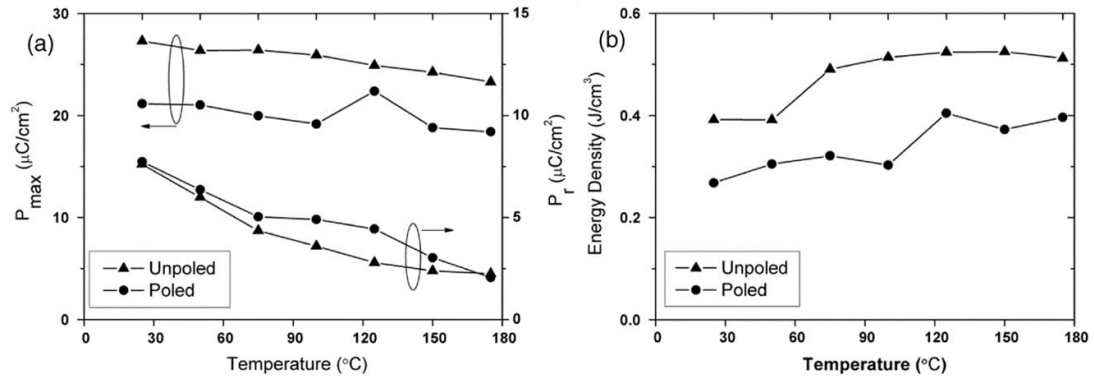 (a)
30
20
10
0
P_max (μC/cm²)
15
10
5
0
P_r (μC/cm²)
Unpoled
Poled
0 30 60 90 120 150 180
Temperature (°C)
(b)
0.6
0.4
0.2
0.0
Energy Density (J/cm³)
Unpoled
Poled
0 30 60 90 120 150 180
Temperature (°C)